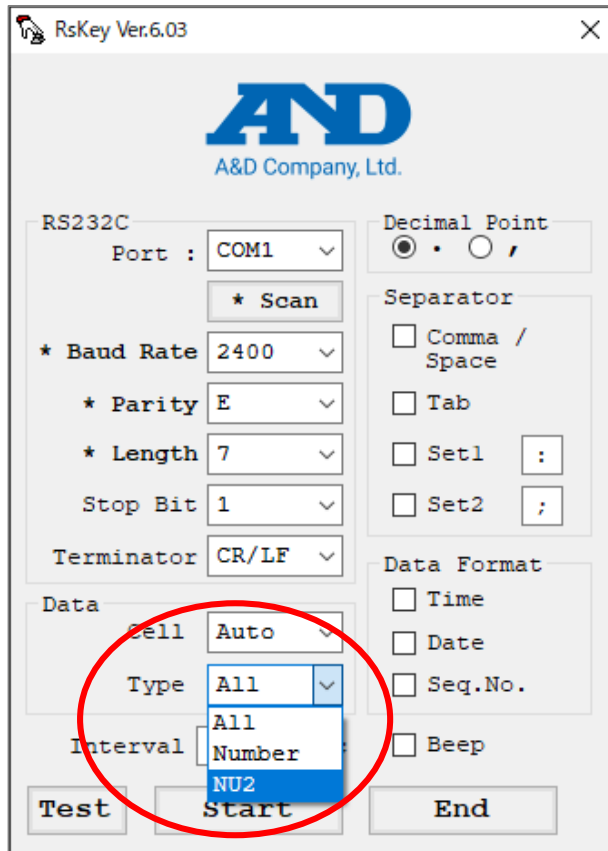 RsKey Ver.6.03
AND
A&D Company, Ltd.
RS232C
Port : COM1
* Scan
* Baud Rate 2400
* Parity E
* Length 7
Stop Bit 1
Terminator CR/LF
Data
Cell Auto
Type All
All
Number
NU2
Interval
Decimal Point
. ,
Separator
Comma /
Space
Tab
Set1 :
Set2 ;
Data Format
Time
Date
Seq.No.
Beep
Test Start End